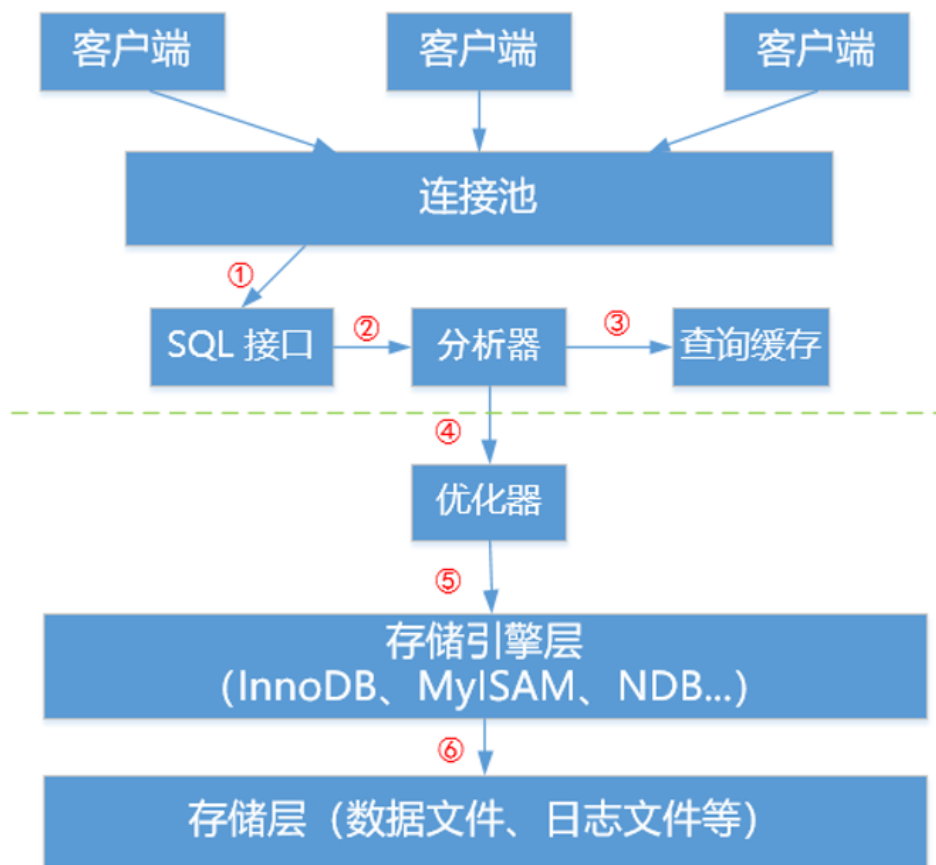 客户端
客户端
客户端
连接池
①
SQL 接口
②
分析器
③
查询缓存
④
优化器
⑤
存储引擎层
（InnoDB、MyISAM、NDB...）
⑥
存储层（数据文件、日志文件等）